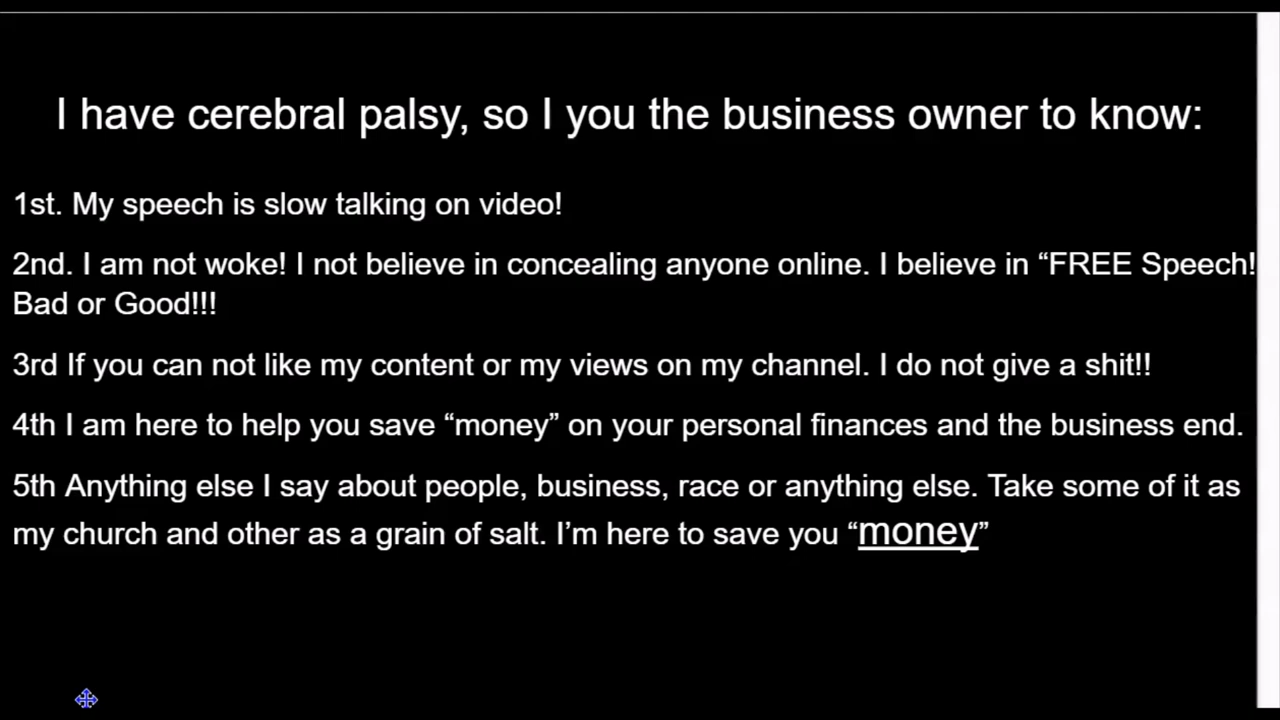 I have cerebral palsy, so I you the business owner to know:
1st. My speech is slow talking on video!
2nd. I am not woke! I not believe in concealing anyone online. I believe in “FREE Speech!
Bad or Good!!!
3rd If you can not like my content or my views on my channel. I do not give a shit!!
4th I am here to help you save “money” on your personal finances and the business end.
5th Anything else I say about people, business, race or anything else. Take some of it as
my church and other as a grain of salt. I’m here to save you “money”